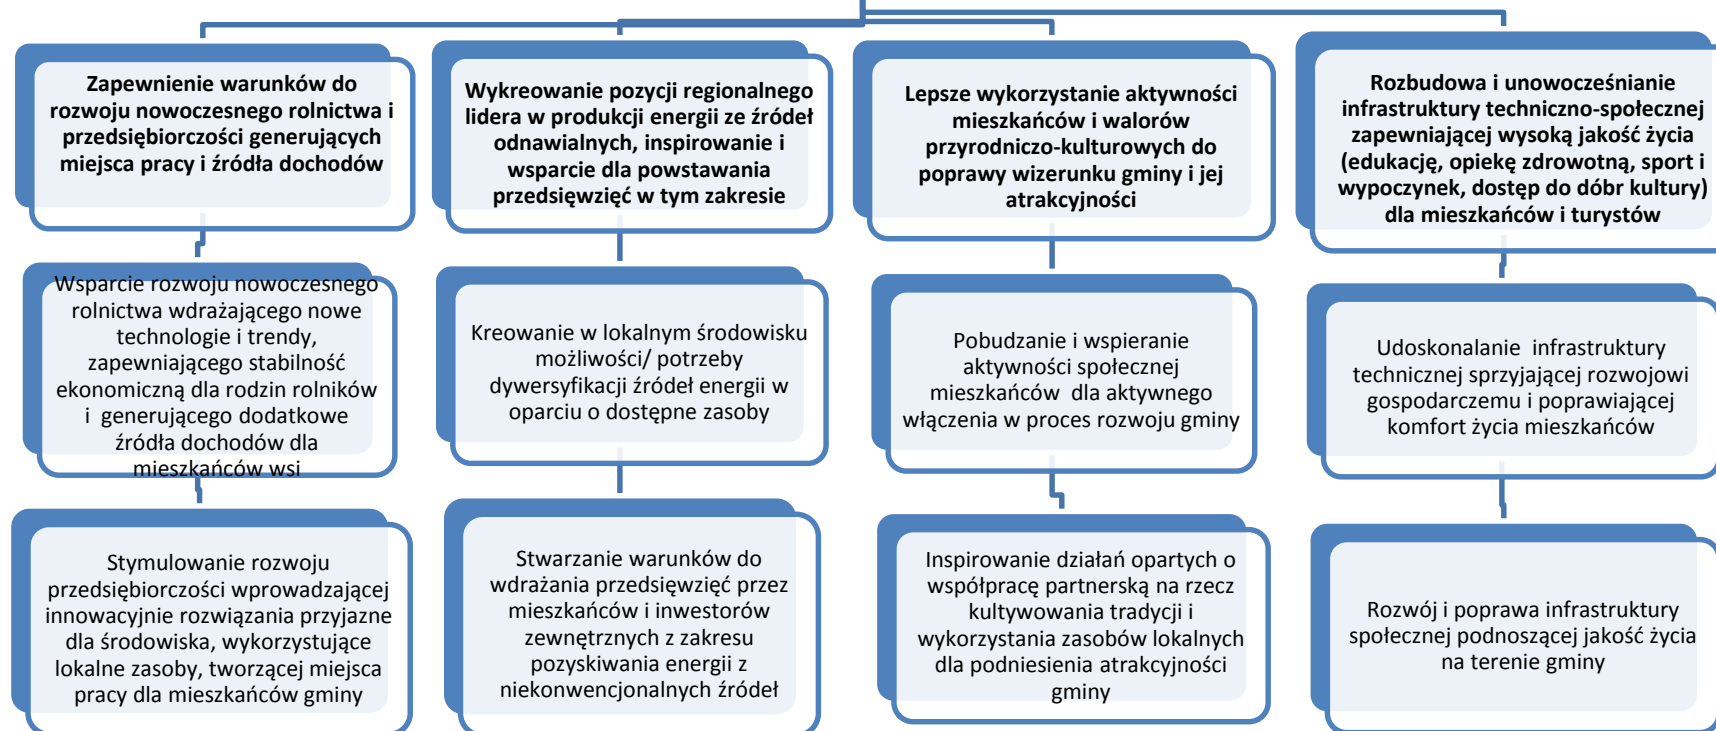 Zapewnienie warunków do
rozwoju nowoczesnego rolnictwa i
przedsiębiorczości generujących
miejsca pracy i źródła dochodów
Wykreowanie pozycji regionalnego
lidera w produkcji energii ze źródeł
odnawialnych, inspirowanie i
wsparcie dla powstawania
przedsięwzięć w tym zakresie
Lepsze wykorzystanie aktywności
mieszkańców i walorów
przyrodniczo-kulturowych do
poprawy wizerunku gminy i jej
atrakcyjności
Rozbudowa i unowocześnianie
infrastruktury techniczno-społecznej
zapewniającej wysoką jakość życia
(edukację, opiekę zdrowotną, sport i
wypoczynek, dostęp do dóbr kultury)
dla mieszkańców i turystów
Wsparcie rozwoju nowoczesnego
rolnictwa wdrażającego nowe
technologie i trendy,
zapewniającego stabilność
ekonomiczną dla rodzin rolników
i generującego dodatkowe
źródła dochodów dla
mieszkańców wsi
Kreowanie w lokalnym środowisku
możliwości/ potrzeby
dywersyfikacji źródeł energii w
oparciu o dostępne zasoby
Pobudzanie i wspieranie
aktywności społecznej
mieszkańców dla aktywnego
włączenia w proces rozwoju gminy
Udoskonalanie infrastruktury
technicznej sprzyjającej rozwojowi
gospodarczemu i poprawiającej
komfort życia mieszkańców
Stymulowanie rozwoju
przedsiębiorczości wprowadzającej
innowacyjnie rozwiązania przyjazne
dla środowiska, wykorzystujące
lokalne zasoby, tworzącej miejsca
pracy dla mieszkańców gminy
Stwarzanie warunków do
wdrażania przedsięwzięć przez
mieszkańców i inwestorów
zewnętrznych z zakresu
pozyskiwania energii z
niekonwencjonalnych źródeł
Inspirowanie działań opartych o
współpracę partnerską na rzecz
kultywowania tradycji i
wykorzystania zasobów lokalnych
dla podniesienia atrakcyjności
gminy
Rozwój i poprawa infrastruktury
społecznej podnoszącej jakość życia
na terenie gminy